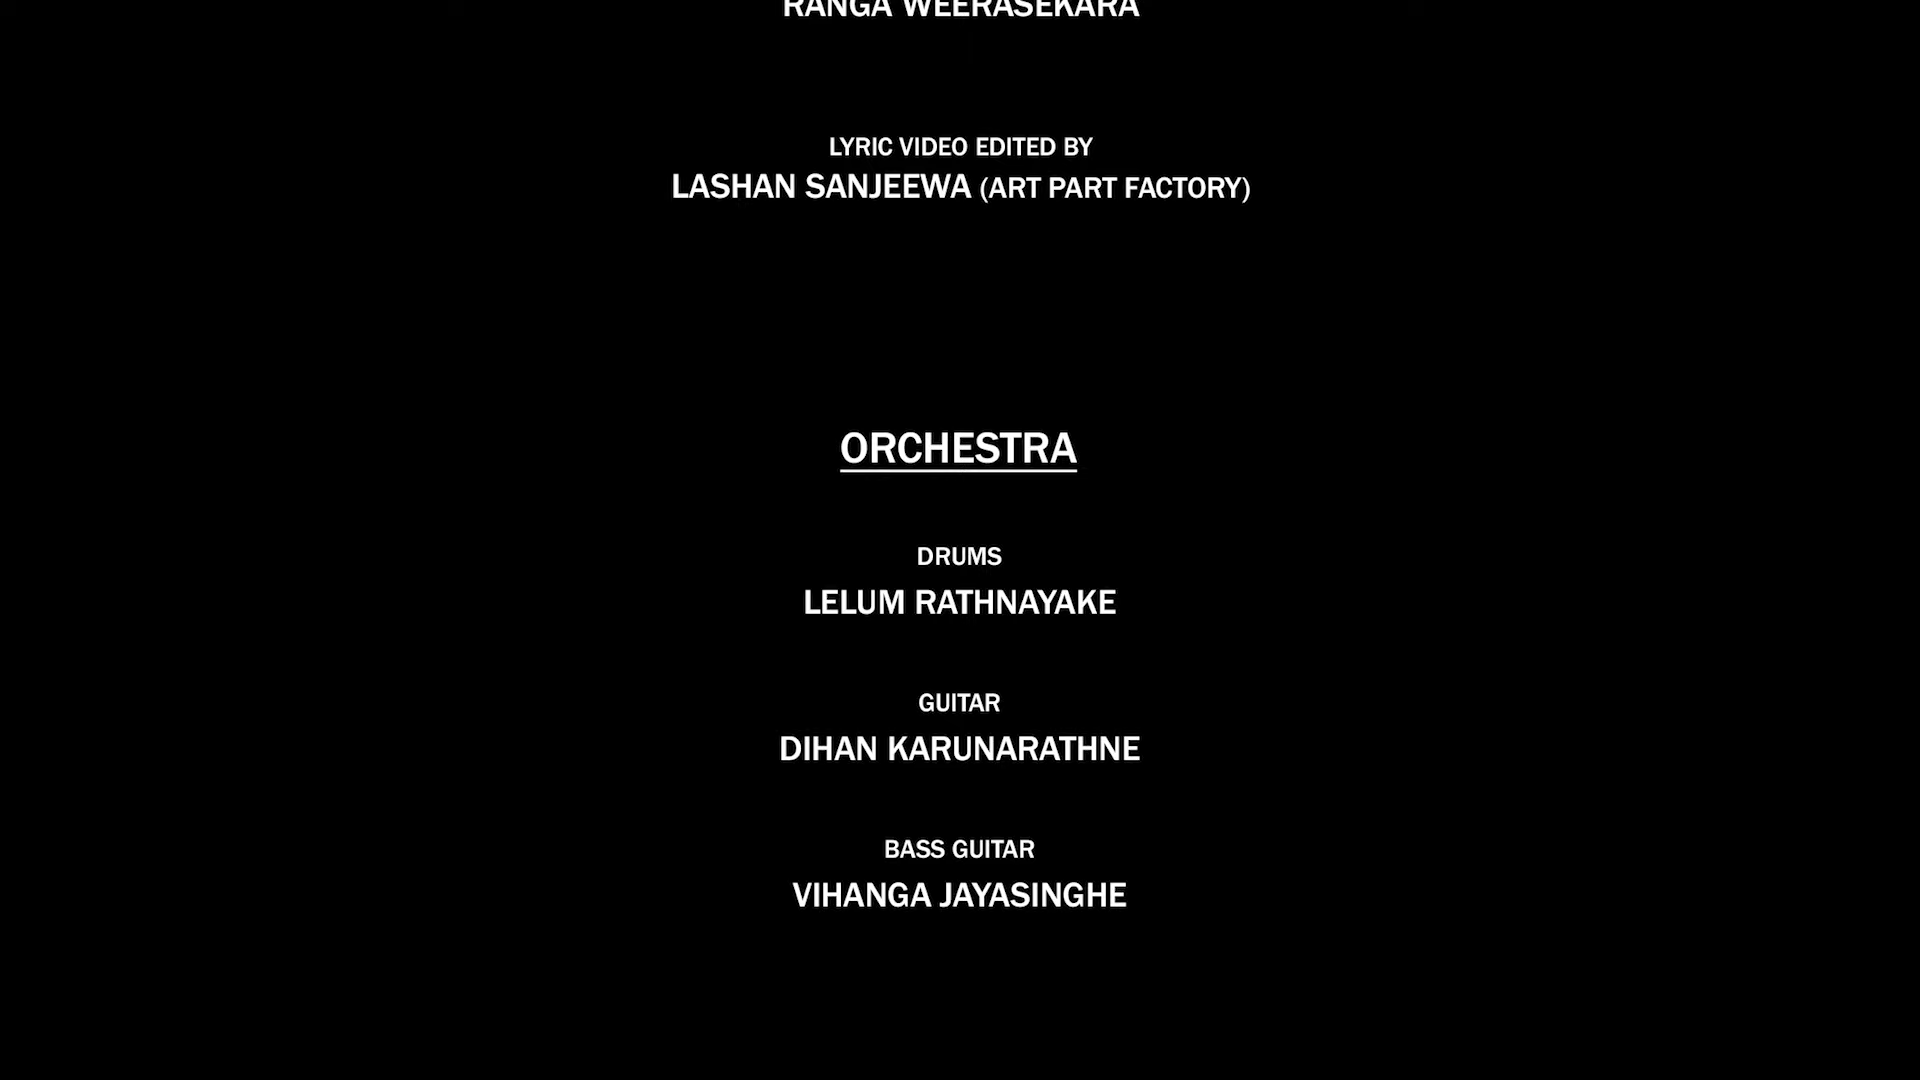 RANGA WEERASEKARA
LYRIC VIDEO EDITED BY
LASHAN SANJEEWA (ART PART FACTORY)
ORCHESTRA
DRUMS
LELUM RATHNAYAKE
GUITAR
DIHAN KARUNARATHNE
BASS GUITAR
VIHANGA JAYASINGHE